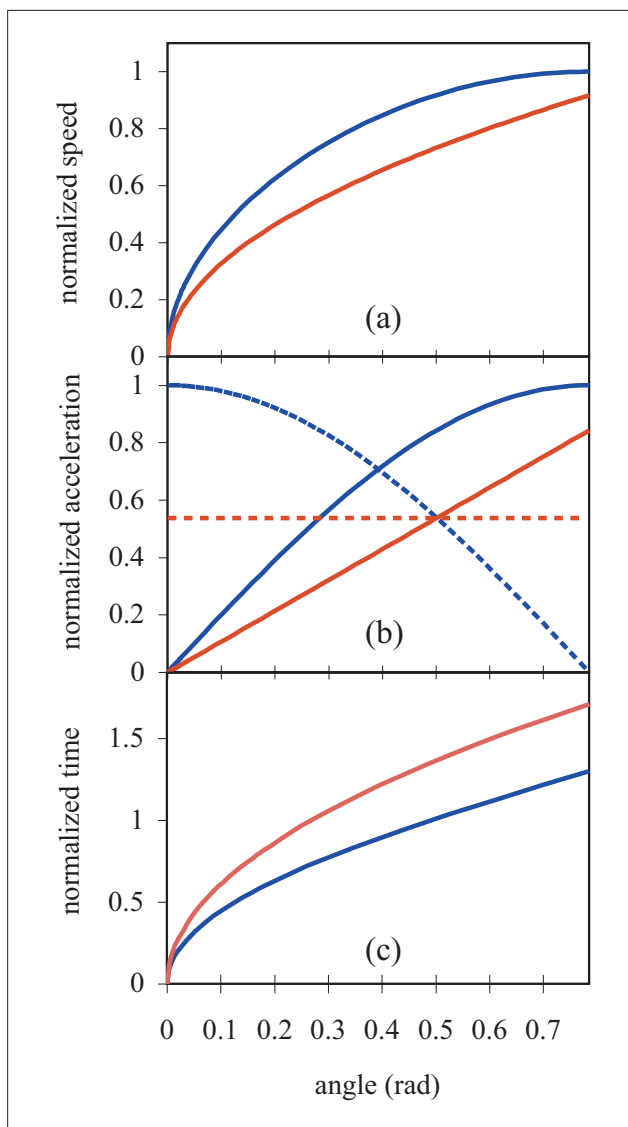 1
0.8
0.6
0.4
0.2
0
normalized speed
(a)
1
0.8
0.6
0.4
0.2
0
normalized acceleration
(b)
1.5
1
0.5
0
normalized time
(c)
0 0.1 0.2 0.3 0.4 0.5 0.6 0.7
angle (rad)